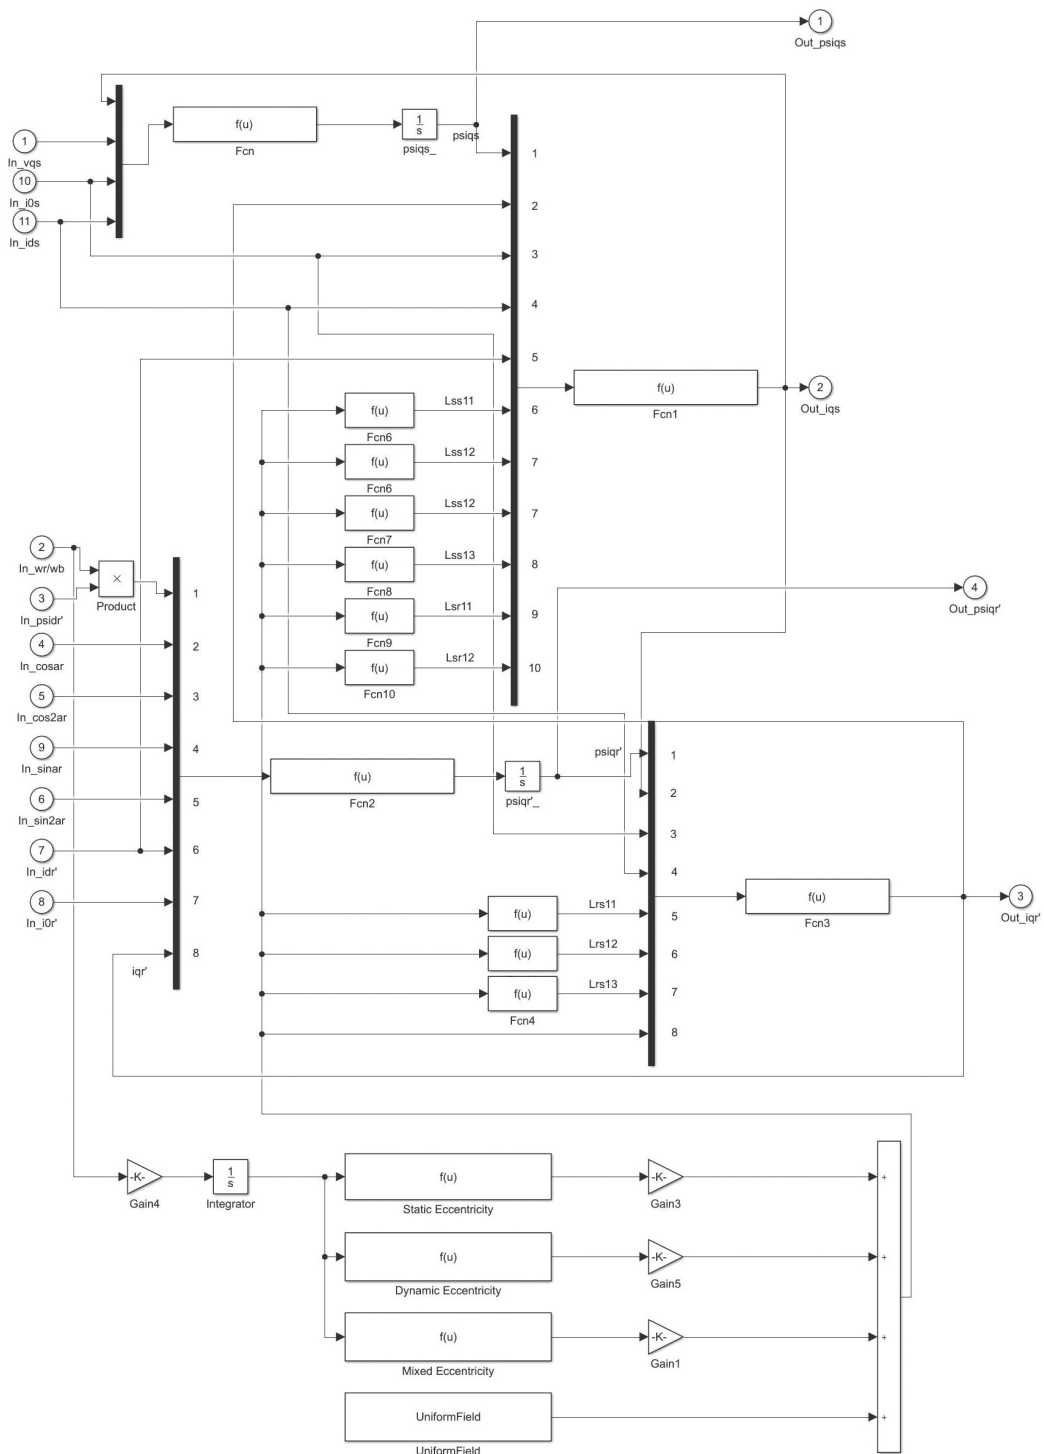 1
Out_psiqs
f(u)
Fcn
1
s
psiqs_
psiqs
1
In_vqs
10
In_i0s
11
In_ids
1
2
3
4
5
6
7
7
8
9
10
f(u)
Fcn1
2
Out_iqs
f(u)
Lss11
Fcn6
f(u)
Lss12
Fcn6
f(u)
Lss12
Fcn7
f(u)
Lss13
Fcn8
f(u)
Lsr11
Fcn9
f(u)
Lsr12
Fcn10
2
In_wr/wb
3
In_psidr'
×
Product
4
In_cosar
5
In_cos2ar
9
In_sinar
6
In_sin2ar
7
In_idr'
8
In_i0r'
iqr'
1
2
3
4
5
6
7
8
f(u)
Fcn2
1
s
psiqr'_
psiqr'
4
Out_psiqr'
1
2
3
4
5
6
7
8
f(u)
Lrs11
f(u)
Lrs12
f(u)
Lrs13
Fcn4
f(u)
Fcn3
3
Out_iqr'
-K-
Gain4
1
s
Integrator
f(u)
Static Eccentricity
-K-
Gain3
+
f(u)
Dynamic Eccentricity
-K-
Gain5
+
f(u)
Mixed Eccentricity
-K-
Gain1
+
UniformField
UniformField
+